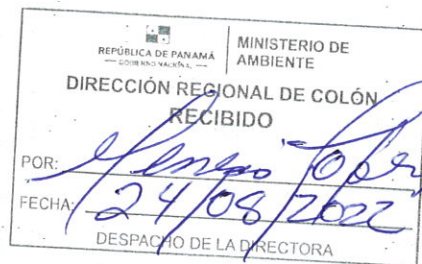 REPÚBLICA DE PANAMÁ
— GOBIERNO NACIONAL —
MINISTERIO DE
AMBIENTE
DIRECCIÓN REGIONAL DE COLÓN
RECIBIDO
POR:
FECHA: 24/08/2022
DESPACHO DE LA DIRECTORA